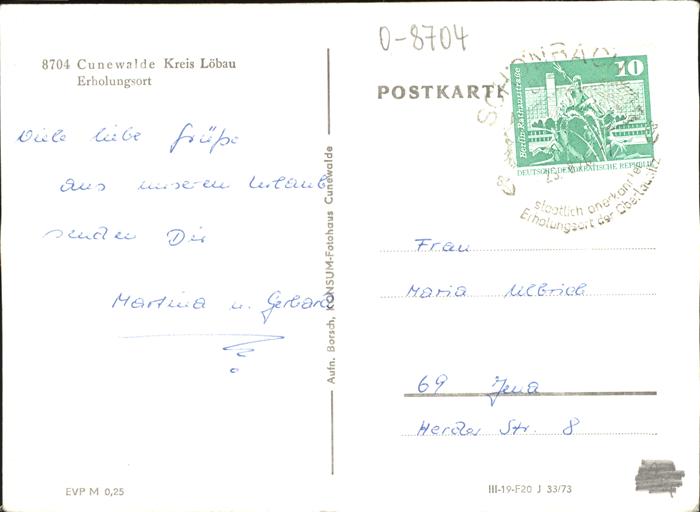 0-8704
8704 Cunewalde Kreis Löbau
Erholungsort
POSTKARTE
SCHÖNBACH
10
Berlin-Rathausstraße
DEUTSCHE DEMOKRATISCHE REPUBLIK
staatlich anerkannter
Erholungsort der Oberlausitz
Viele liebe Grüße
aus unserem Urlaub
senden Dir
Martina u. Gerhard
Aufn. Borsch, KONSUM-Fotohaus Cunewalde
Frau
Maria Ulbrich
69 Jena
Herder Str. 8
EVP M 0,25
III-19-F20 J 33/73